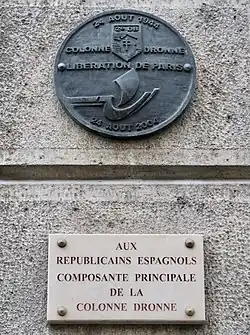 24 AOUT 1944
2e DB
COLONNE DRONNE
LIBERATION DE PARIS
24 AOUT 2004
AUX
REPUBLICAINS ESPAGNOLS
COMPOSANTE PRINCIPALE
DE LA
COLONNE DRONNE